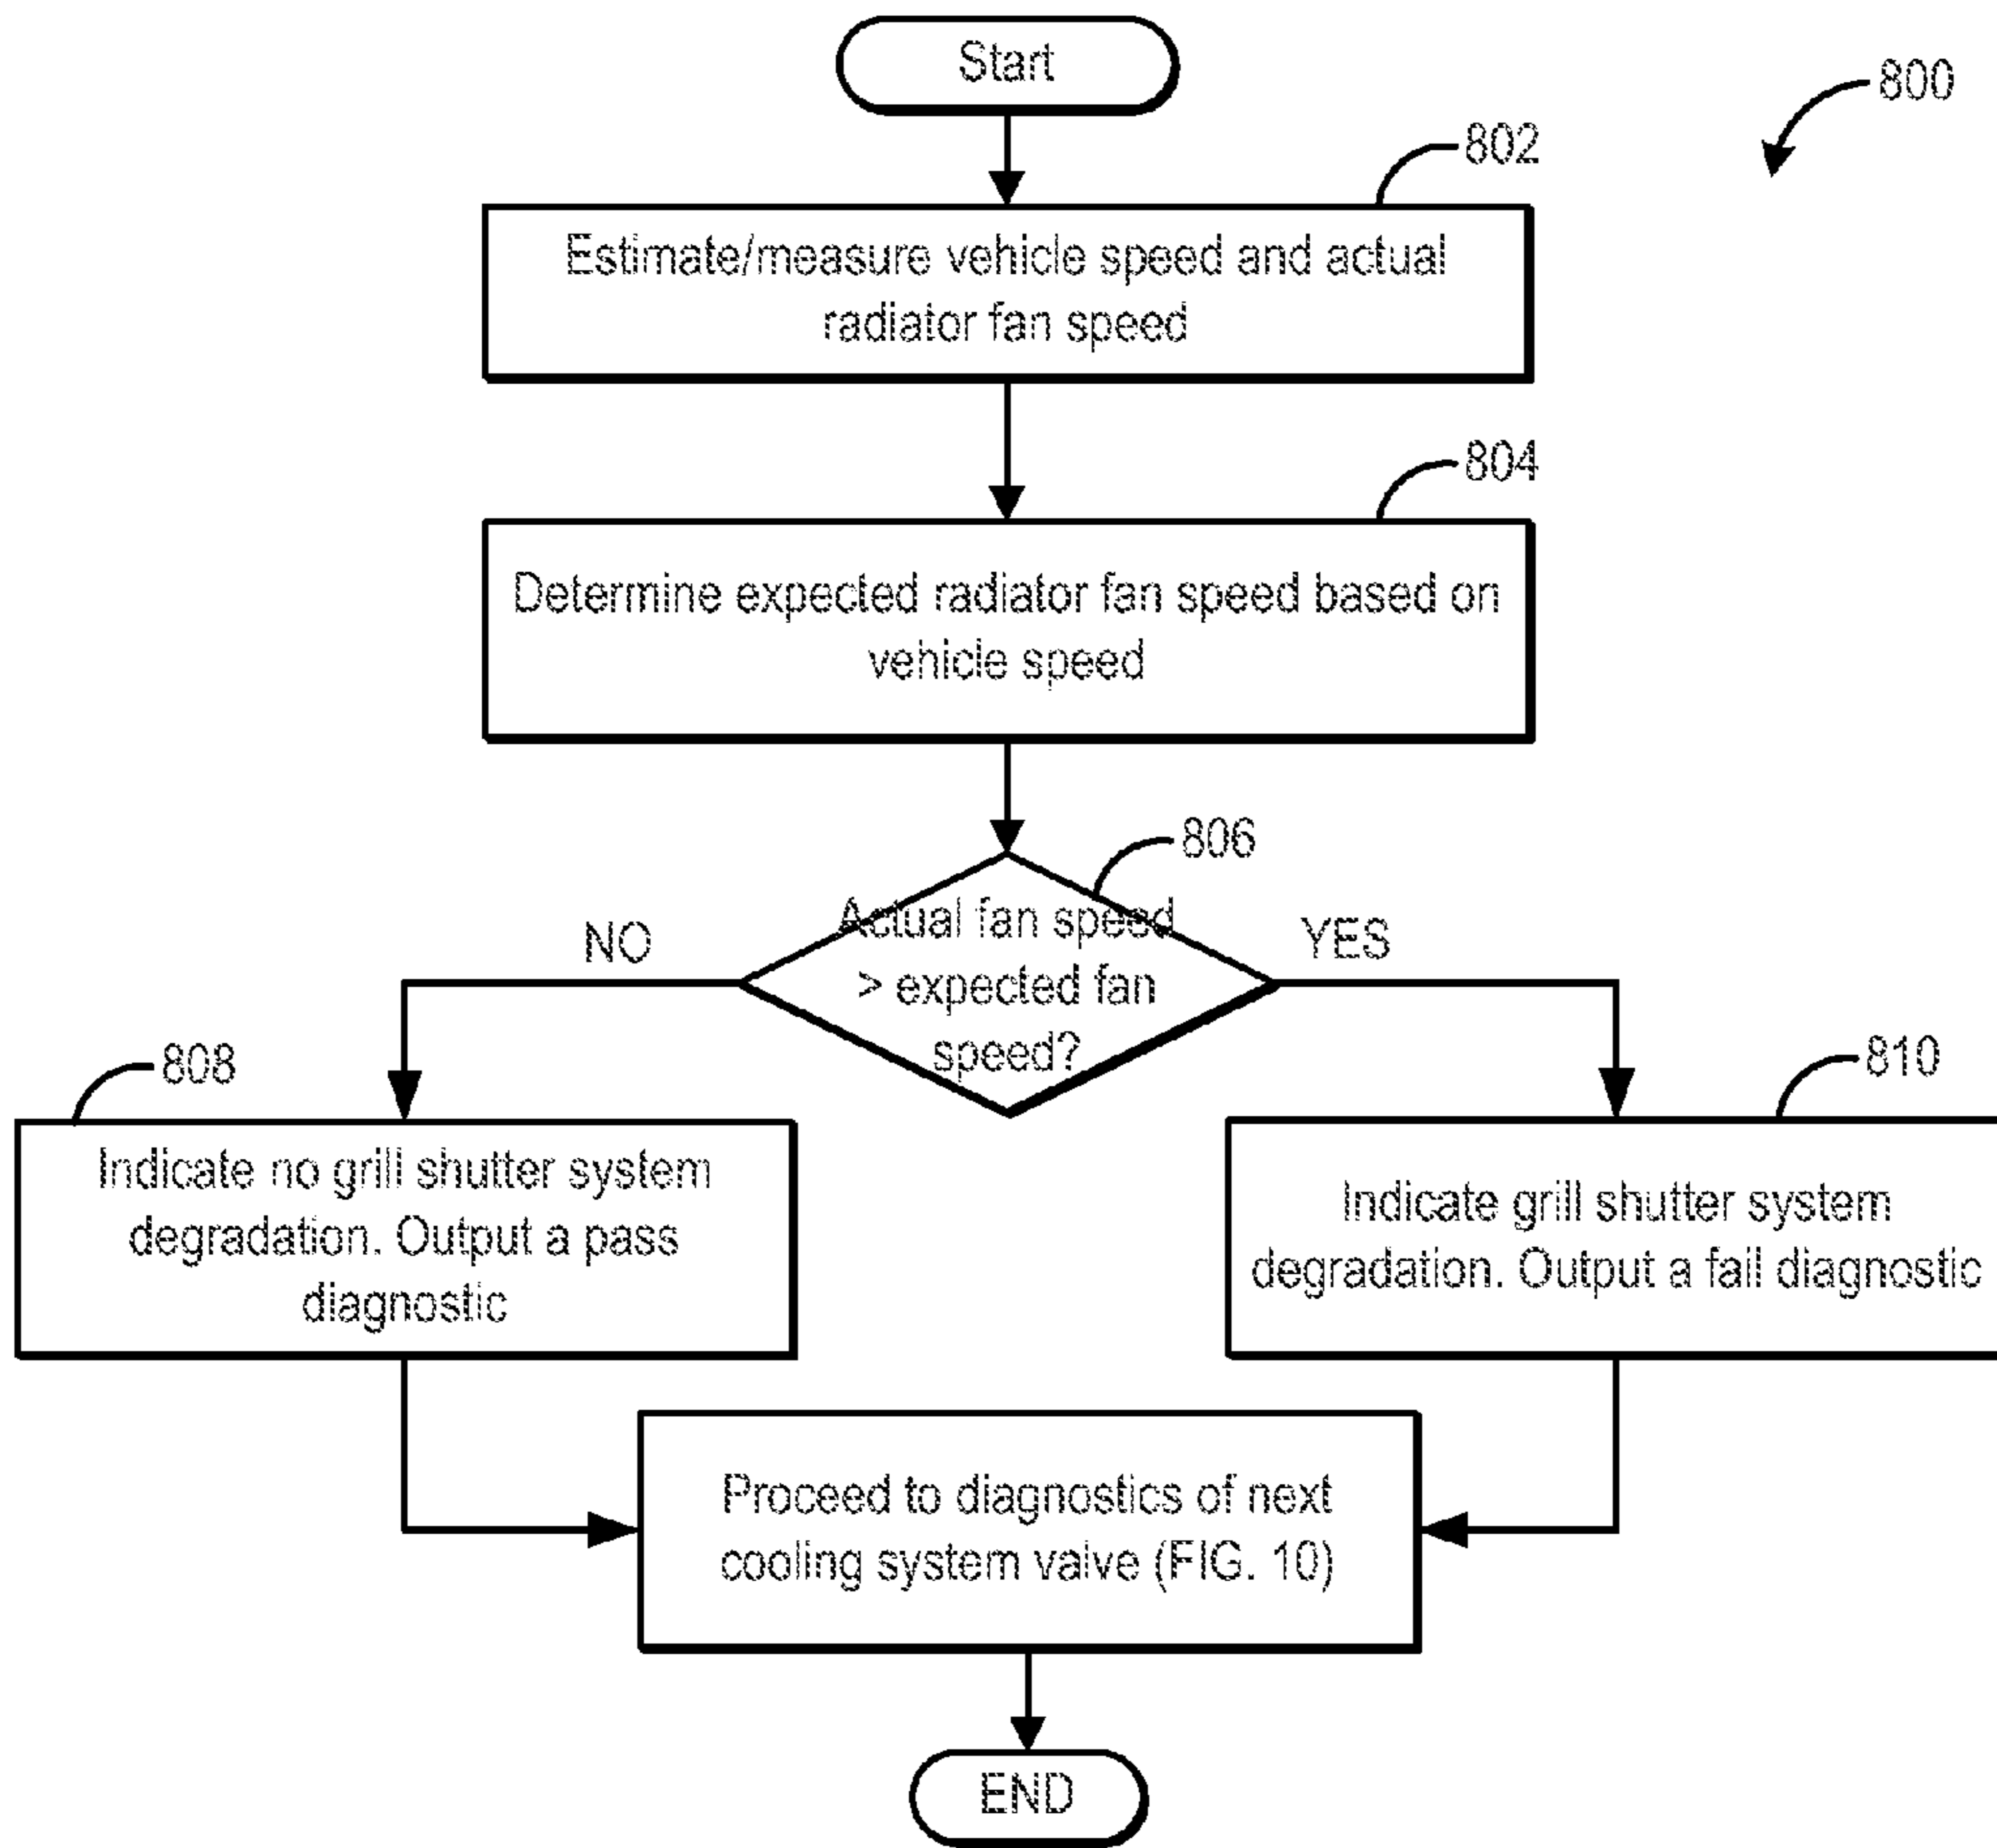 Start
800
802
Estimate/measure vehicle speed and actual
radiator fan speed
804
Determine expected radiator fan speed based on
vehicle speed
806
Actual fan speed
> expected fan
speed?
NO
YES
808
Indicate no grill shutter system
degradation. Output a pass
diagnostic
810
Indicate grill shutter system
degradation. Output a fail diagnostic
Proceed to diagnostics of next
cooling system valve (FIG. 10)
END